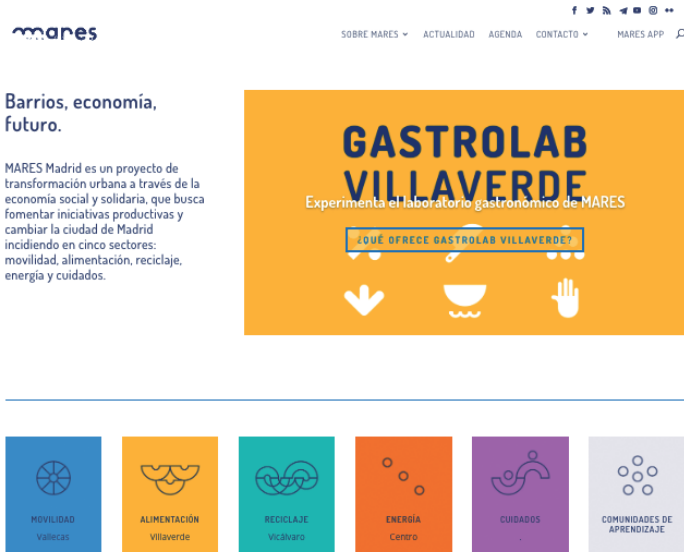 mares
SOBRE MARES ACTUALIDAD AGENDA CONTACTO MARES APP
Barrios, economía,
futuro.
MARES Madrid es un proyecto de
transformación urbana a través de la
economía social y solidaria, que busca
fomentar iniciativas productivas y
cambiar la ciudad de Madrid
incidiendo en cinco sectores:
movilidad, alimentación, reciclaje,
energía y cuidados.
GASTROLAB
VILLAVERDE
Experimenta el laboratorio gastronómico de MARES
¿QUÉ OFRECE GASTROLAB VILLAVERDE?
MOVILIDAD
Vallecas
ALIMENTACIÓN
Villaverde
RECICLAJE
Vicálvaro
ENERGÍA
Centro
CUIDADOS
.
COMUNIDADES DE
APRENDIZAJE